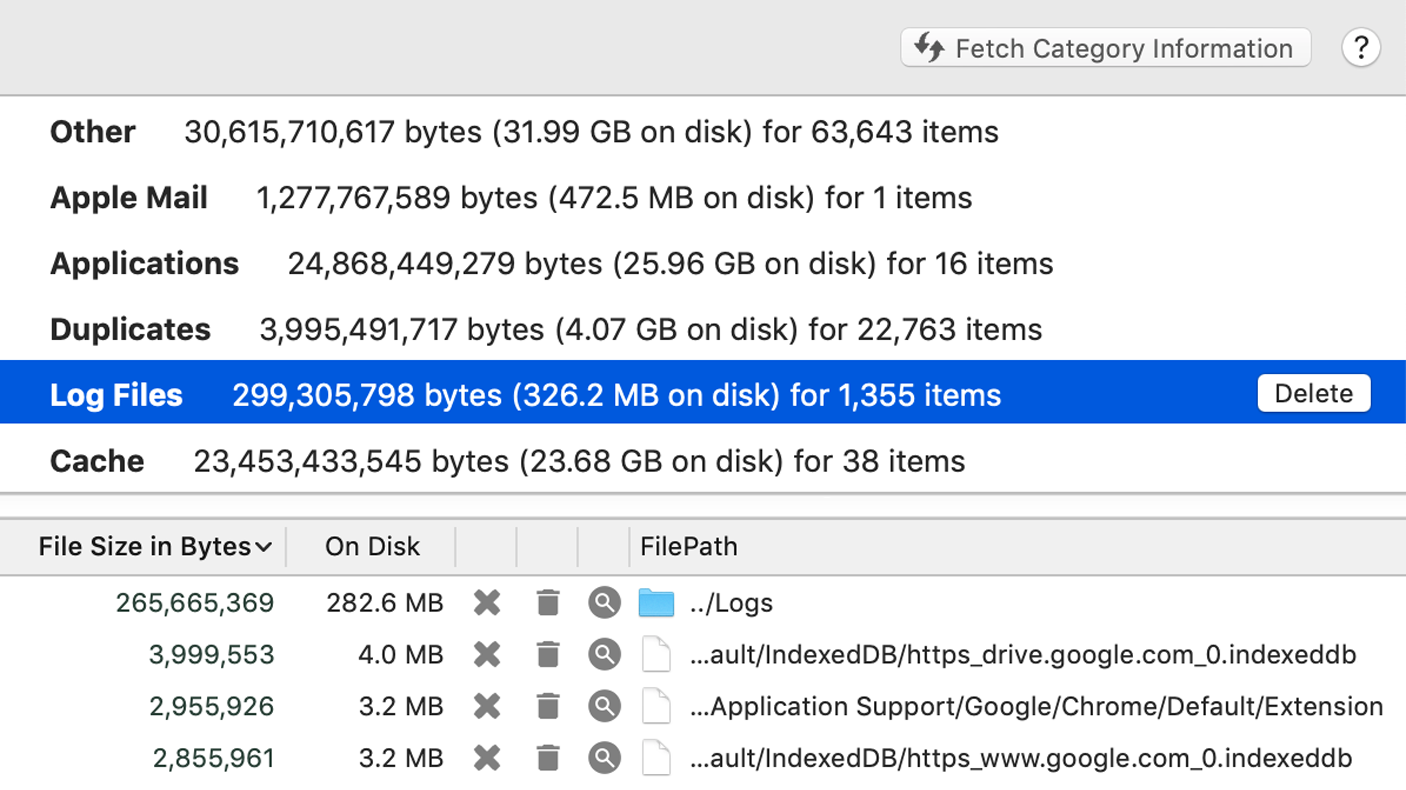 Fetch Category Information ?
Other 30,615,710,617 bytes (31.99 GB on disk) for 63,643 items
Apple Mail 1,277,767,589 bytes (472.5 MB on disk) for 1 items
Applications 24,868,449,279 bytes (25.96 GB on disk) for 16 items
Duplicates 3,995,491,717 bytes (4.07 GB on disk) for 22,763 items
Log Files 299,305,798 bytes (326.2 MB on disk) for 1,355 items Delete
Cache 23,453,433,545 bytes (23.68 GB on disk) for 38 items
File Size in Bytes On Disk FilePath
265,665,369 282.6 MB ../Logs
3,999,553 4.0 MB ...ault/IndexedDB/https_drive.google.com_0.indexeddb
2,955,926 3.2 MB ...Application Support/Google/Chrome/Default/Extension
2,855,961 3.2 MB ...ault/IndexedDB/https_www.google.com_0.indexeddb